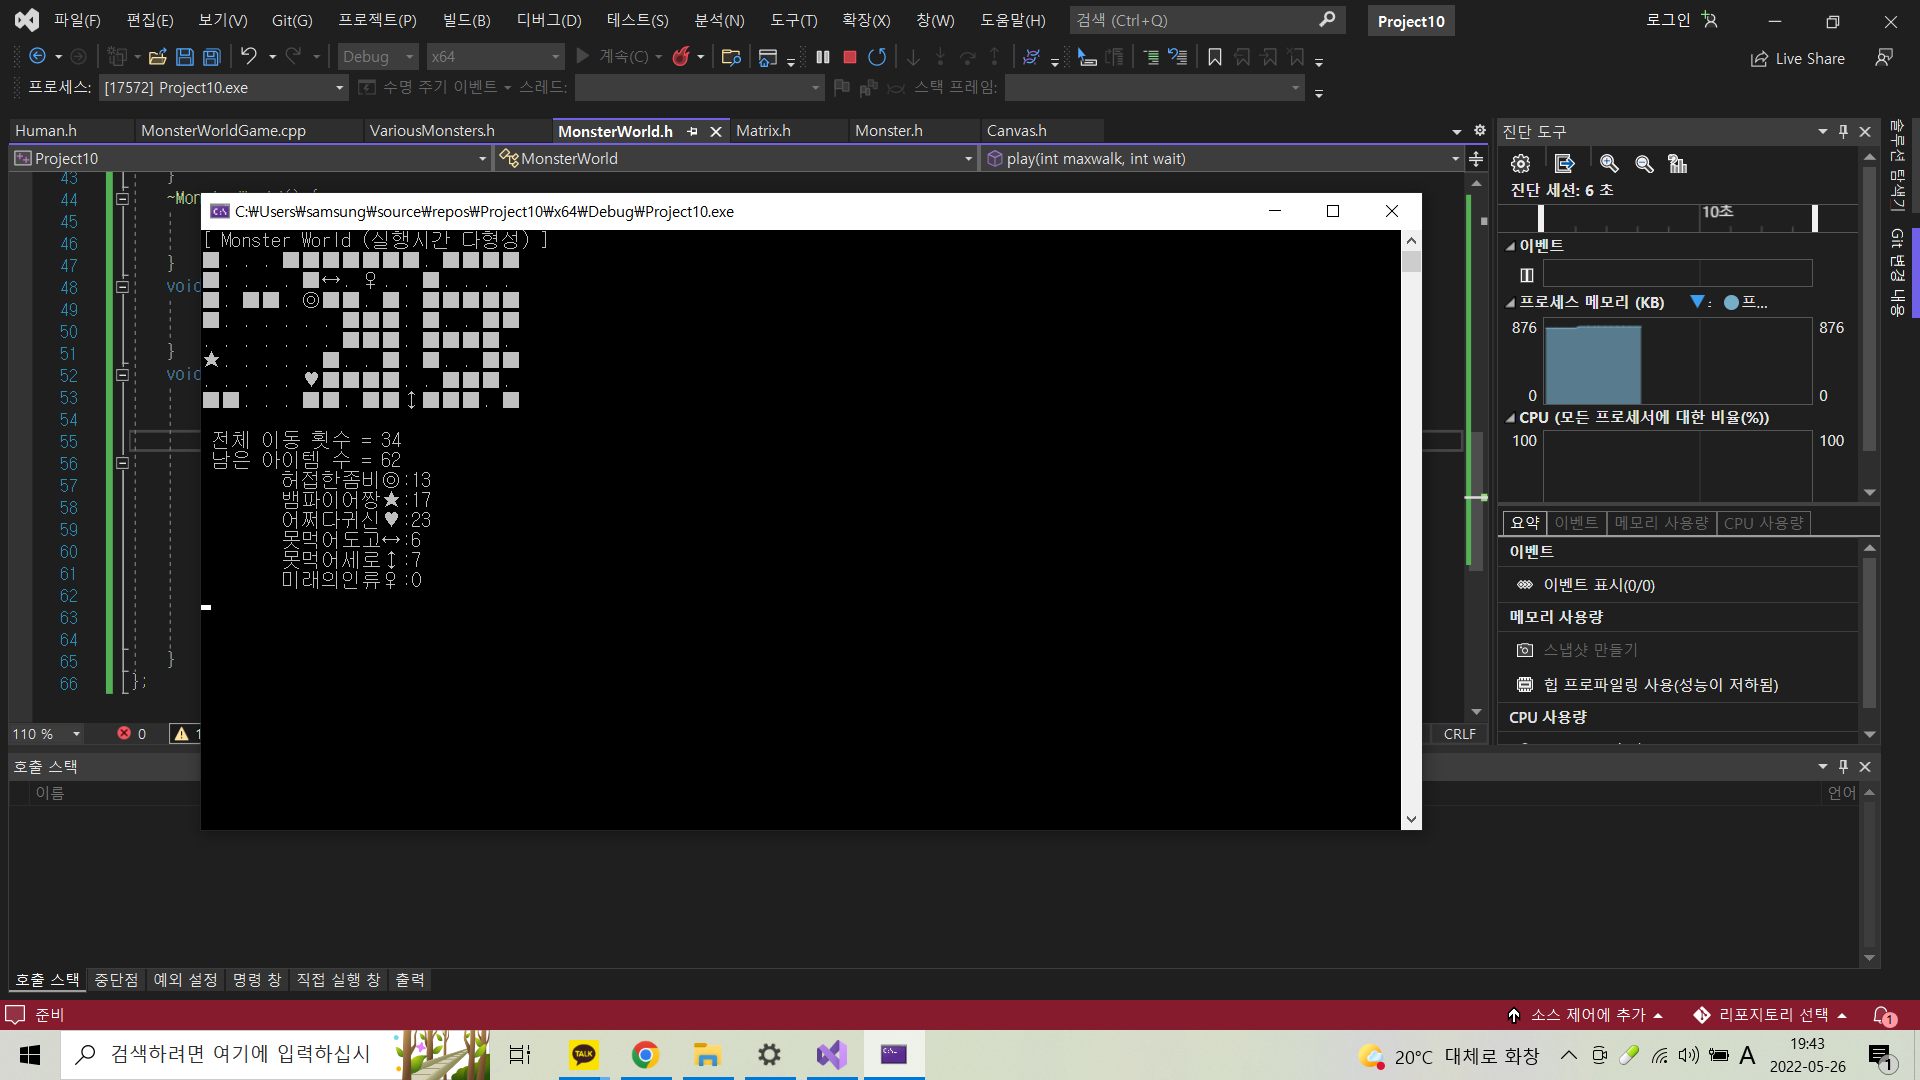 파일(F) 편집(E) 보기(V) Git(G) 프로젝트(P) 빌드(B) 디버그(D) 테스트(S) 분석(N) 도구(T) 확장(X) 창(W) 도움말(H) 검색 (Ctrl+Q) Project10 로그인
Debug x64 계속(C) Live Share
프로세스: [17572] Project10.exe 수명 주기 이벤트 스레드: 스택 프레임:
Human.h MonsterWorldGame.cpp VariousMonsters.h MonsterWorld.h Matrix.h Monster.h Canvas.h
Project10 MonsterWorld play(int maxwalk, int wait)
43 }
44
45
46
47 }
48 void
49
50
51 }
52 void
53
54
55
56
57
58
59
60
61
62
63
64
65 }
66 };
C:₩Users₩samsung₩source₩repos₩Project10₩x64₩Debug₩Project10.exe
[ Monster World (실행시간 다형성) ]
■. . . ■■■■■■■. ■■■■
■. . . . ■↔. ♀. . ■. . . .
■. ■■. ◎■■. ■. ■■■■■
■. . . . . . ■■■. ■. . ■■
. . . . . . . ■■■. ■■■■.
★. . . . . ■. . ■. ■. . ■■
. . . . . ♥■■■■. . ■■■.
■■. . . ■■. ■■↕■■■. ■
전체 이동 횟수 = 34
남은 아이템 수 = 62
허접한좀비◎:13
뱀파이어짱★:17
어쩌다귀신♥:23
못먹어도고↔:6
못먹어세로↕:7
미래의인류♀:0
110 % 0 1 CRLF
호출 스택
이름 언어
호출 스택 중단점 예외 설정 명령 창 직접 실행 창 출력
진단 도구
진단 세션: 6 초
10초
이벤트
프로세스 메모리 (KB) 프...
876 876
0 0
CPU (모든 프로세서에 대한 비율(%))
100 100
요약 이벤트 메모리 사용량 CPU 사용량
이벤트
이벤트 표시(0/0)
메모리 사용량
스냅샷 만들기
힙 프로파일링 사용(성능이 저하됨)
CPU 사용량
솔루션 탐색기
Git 변경 내용
준비 소스 제어에 추가 리포지토리 선택 1
검색하려면 여기에 입력하십시 TALK 20°C 대체로 화창 A 19:43
2022-05-26 1